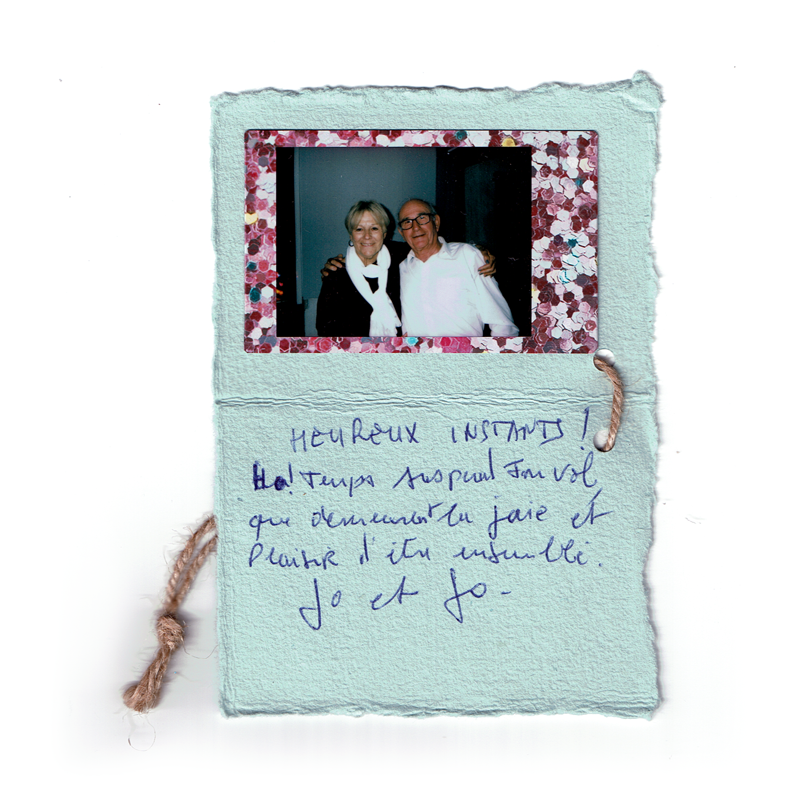 HEUREUX INSTANTS !
Ho! Temps suspend ton vol,
que demeurent la joie et
Plaisir d'être ensemble.
Jo et Jo.